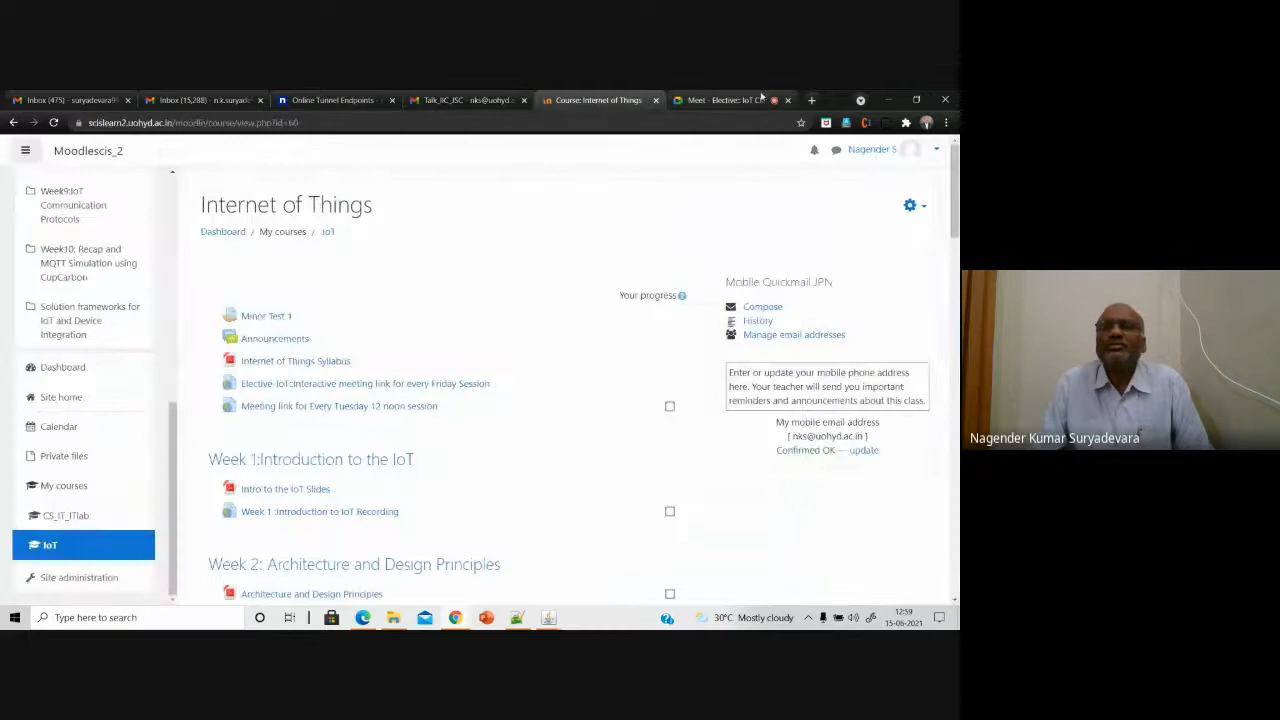 Inbox (475) - suryadevara9
Inbox (15,288) - n.k.suryade
Online Tunnel Endpoints -
Talk_IIC_JSC - nks@uohyd.ac.in
Course: Internet of Things
Meet - Elective: IoT
scislearn2.uohyd.ac.in/moodle/course/view.php?id=60
Moodlescis_2
Nagender S
Week9:IoT
Communication
Protocols
Week10: Recap and
MQTT Simulation using
CupCarbon
Solution frameworks for
IoT and Device
Integration
Dashboard
Site home
Calendar
Private files
My courses
CS_IT_ITlab
IoT
Site administration
Internet of Things
Dashboard / My courses / IoT
Your progress
Minor Test 1
Announcements
Internet of Things Syllabus
Elective-IoT::Interactive meeting link for every Friday Session
Meeting link for Every Tuesday 12 noon session
Week 1:Introduction to the IoT
Intro to the IoT Slides
Week 1:Introduction to IoT Recording
Week 2: Architecture and Design Principles
Architecture and Design Principles
Mobile Quickmail JPN
Compose
History
Manage email addresses
Enter or update your mobile phone address
here. Your teacher will send you important
reminders and announcements about this class.
My mobile email address
[ nks@uohyd.ac.in ]
Confirmed OK — update
Nagender Kumar Suryadevara
Type here to search
30°C Mostly cloudy
12:59
15-06-2021